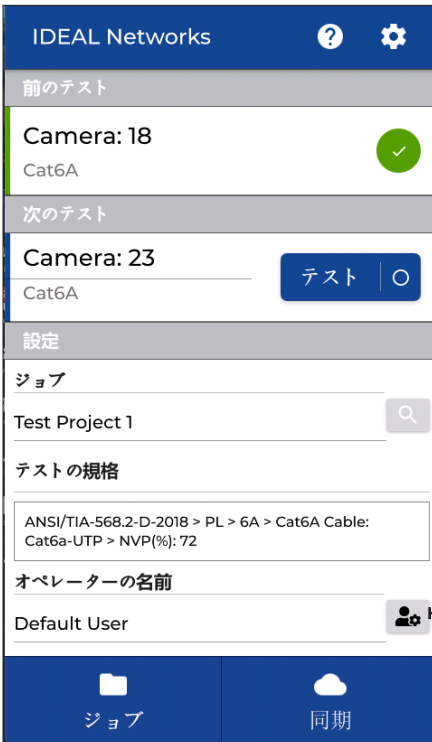 IDEAL Networks
前のテスト
Camera: 18
Cat6A
次のテスト
Camera: 23
Cat6A
テスト
設定
ジョブ
Test Project 1
テストの規格
ANSI/TIA-568.2-D-2018 > PL > 6A > Cat6A Cable:
Cat6a-UTP > NVP(%): 72
オペレーターの名前
Default User
ジョブ
同期